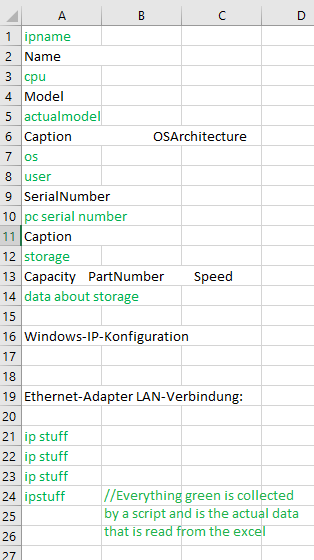 A B C D
1 ipname
2 Name
3 cpu
4 Model
5 actualmodel
6 Caption OSArchitecture
7 os
8 user
9 SerialNumber
10 pc serial number
11 Caption
12 storage
13 Capacity PartNumber Speed
14 data about storage
15
16 Windows-IP-Konfiguration
17
18
19 Ethernet-Adapter LAN-Verbindung:
20
21 ip stuff
22 ip stuff
23 ip stuff
24 ipstuff //Everything green is collected
25 by a script and is the actual data
26 that is read from the excel
27